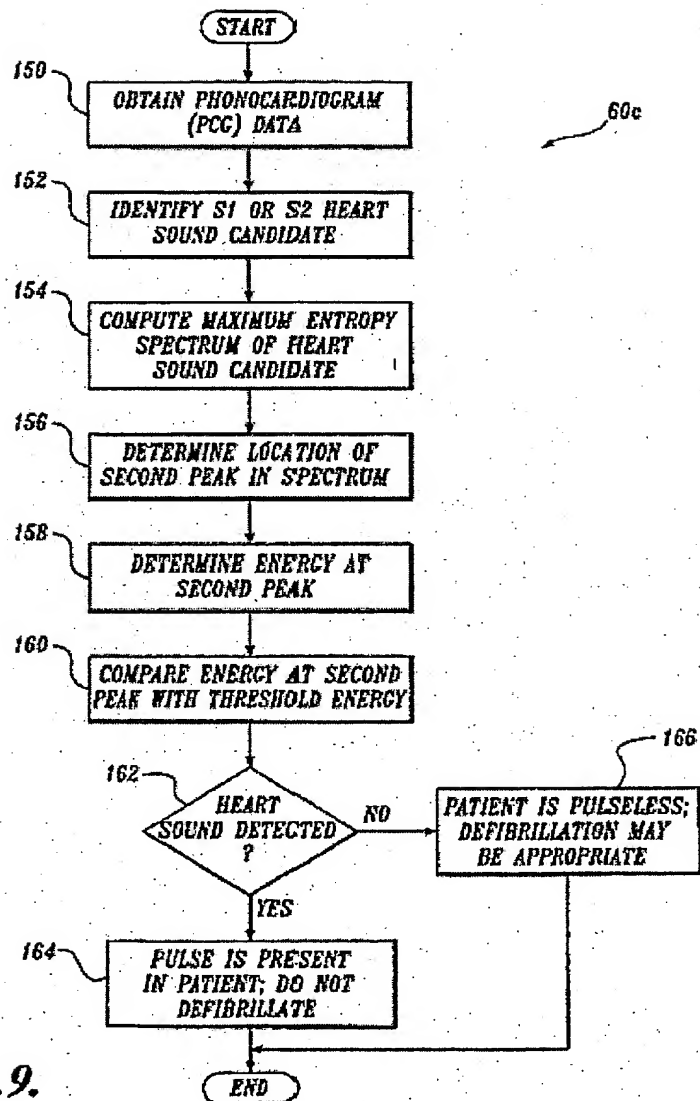 START
150
OBTAIN PHONOCARDIOGRAM
(PCG) DATA
60c
152
IDENTIFY S1 OR S2 HEART
SOUND CANDIDATE
154
COMPUTE MAXIMUM ENTROPY
SPECTRUM OF HEART
SOUND CANDIDATE
156
DETERMINE LOCATION OF
SECOND PEAK IN SPECTRUM
158
DETERMINE ENERGY AT
SECOND PEAK
160
COMPARE ENERGY AT SECOND
PEAK WITH THRESHOLD ENERGY
162
HEART
SOUND DETECTED
?
NO
166
PATIENT IS PULSELESS;
DEFIBRILLATION MAY
BE APPROPRIATE
YES
164
PULSE IS PRESENT
IN PATIENT; DO NOT
DEFIBRILLATE
.9.
END